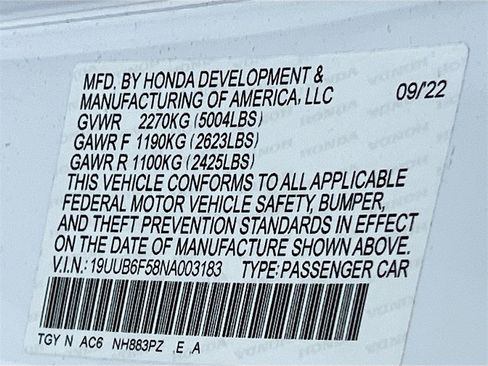 MFD. BY HONDA DEVELOPMENT &
MANUFACTURING OF AMERICA, LLC 09/'22
GVWR 2270KG (5004LBS)
GAWR F 1190KG (2623LBS)
GAWR R 1100KG (2425LBS)
THIS VEHICLE CONFORMS TO ALL APPLICABLE
FEDERAL MOTOR VEHICLE SAFETY, BUMPER,
AND THEFT PREVENTION STANDARDS IN EFFECT
ON THE DATE OF MANUFACTURE SHOWN ABOVE.
V.I.N.: 19UUB6F58NA003183 TYPE: PASSENGER CAR
TGY N AC6 NH883PZ E A